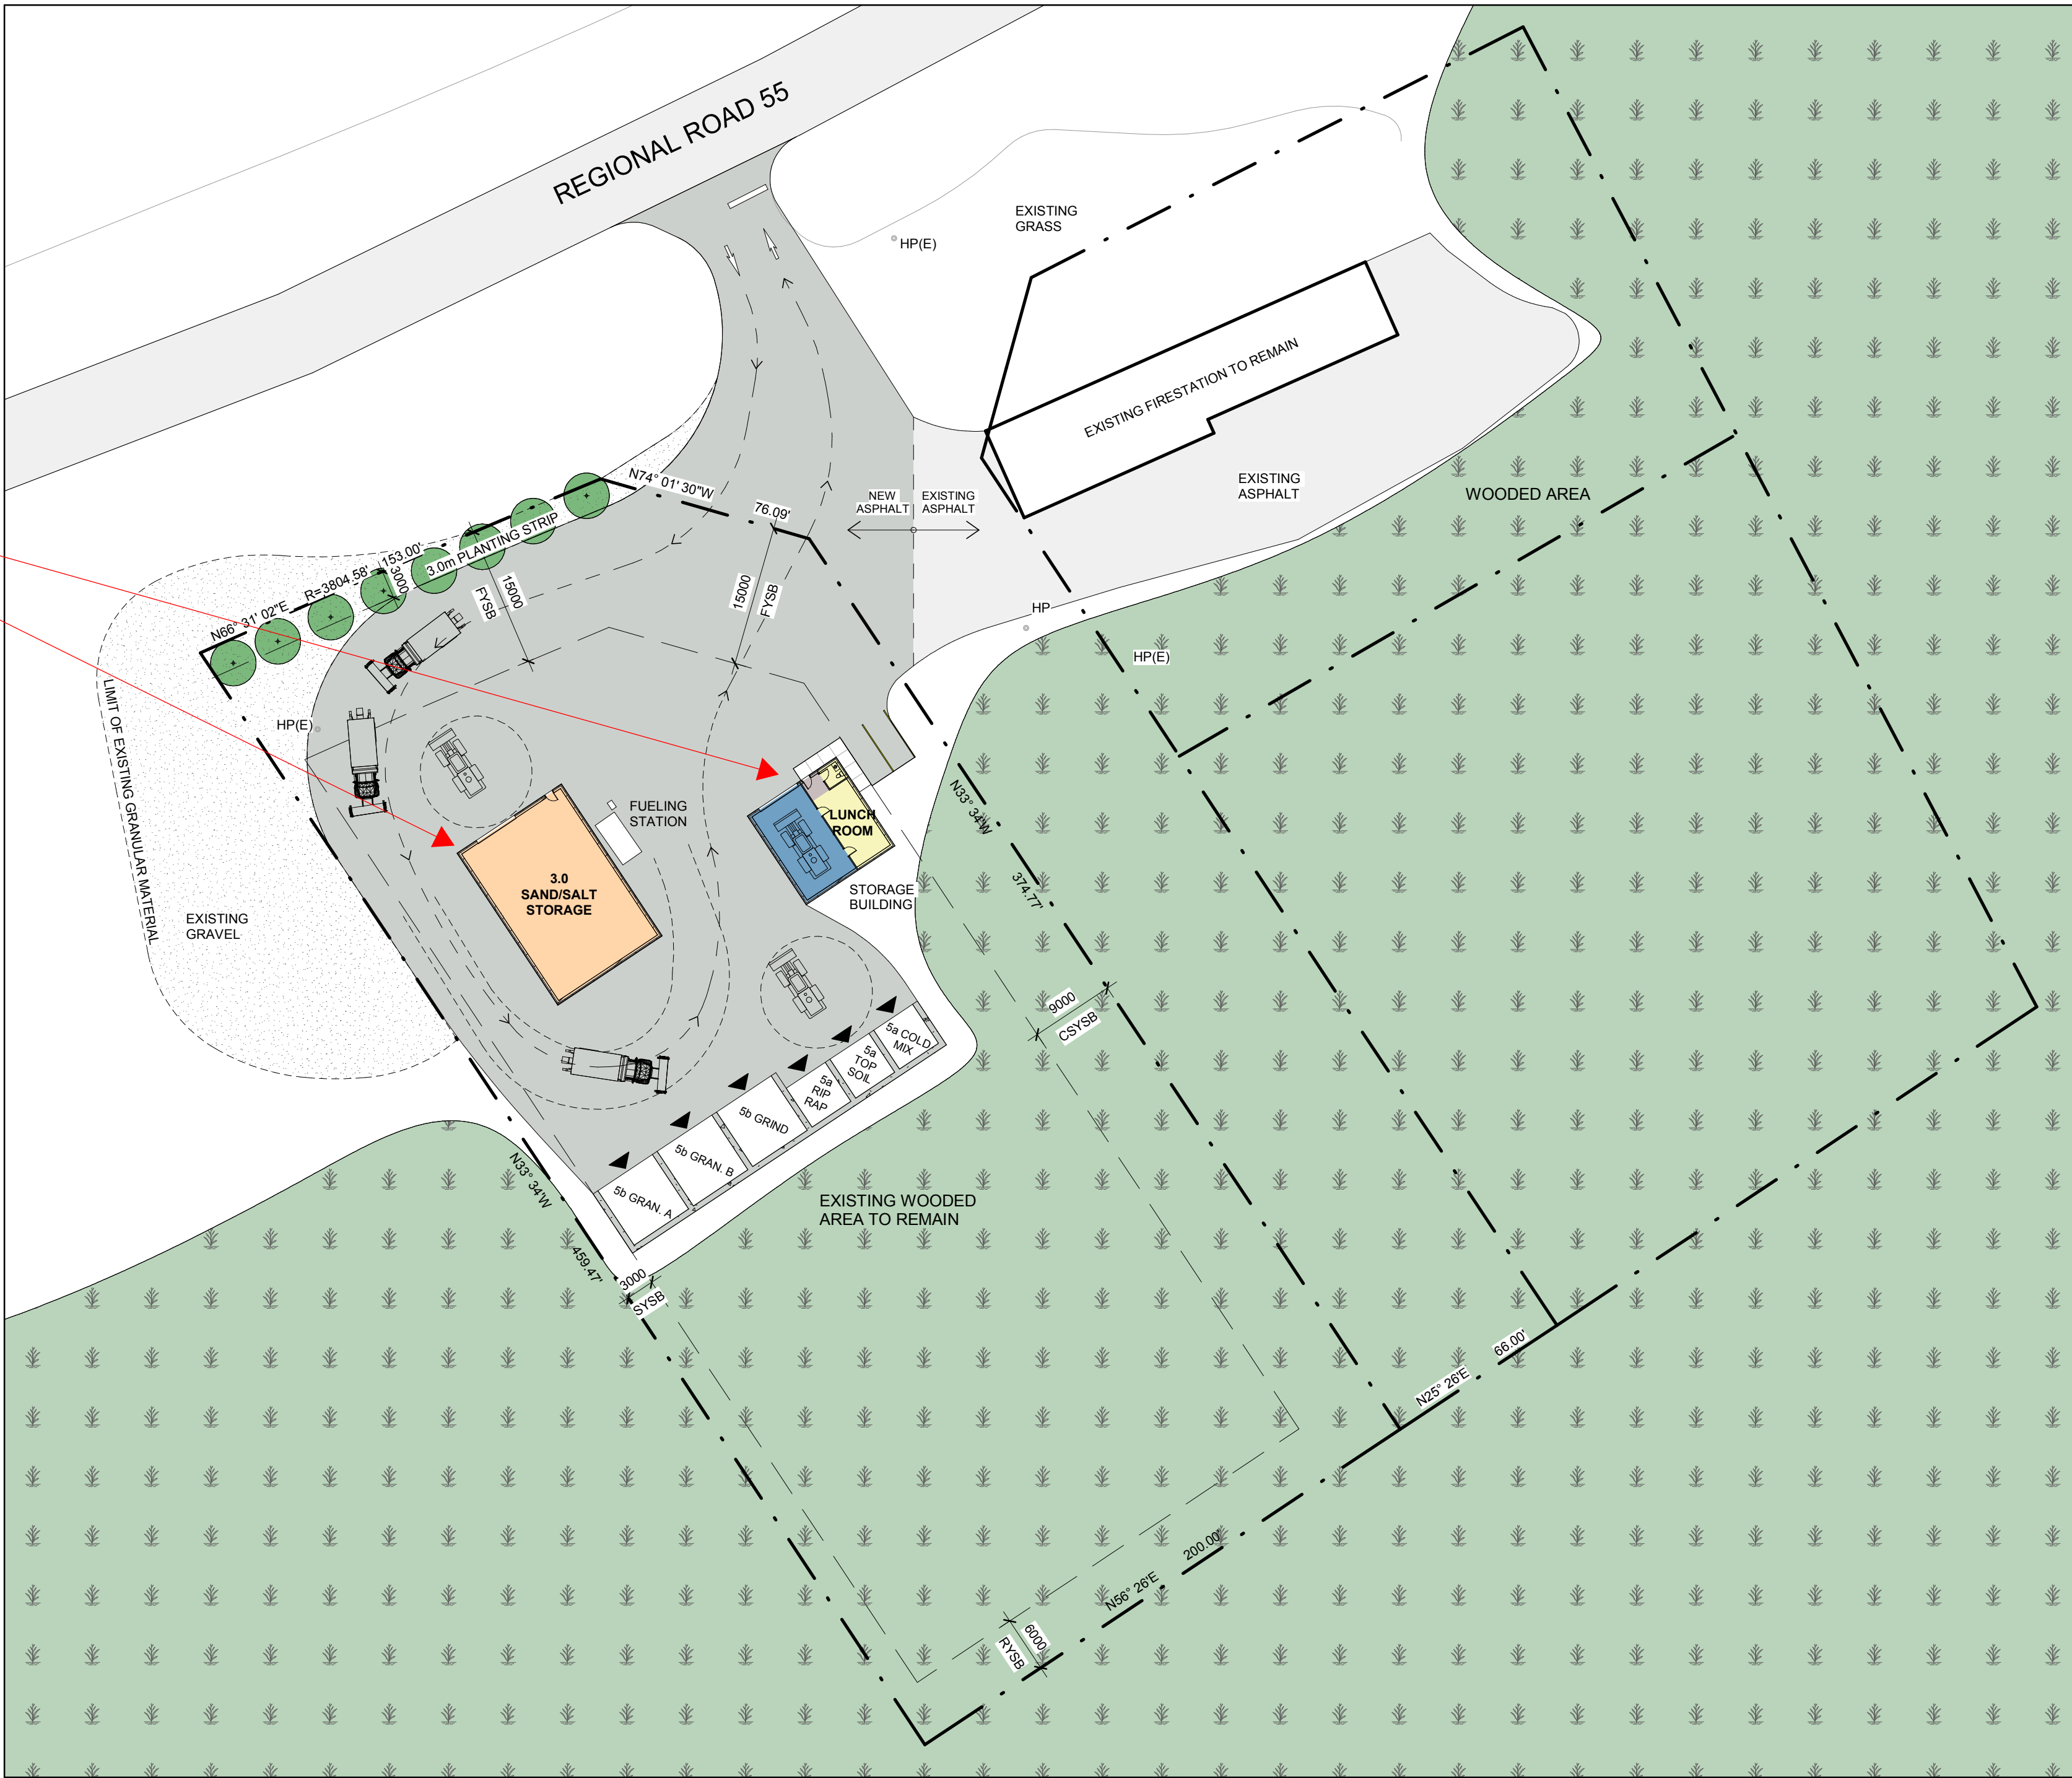 REGIONAL ROAD 55
EXISTING
GRASS
HP(E)
EXISTING FIRESTATION TO REMAIN
EXISTING
ASPHALT
WOODED AREA
N74° 01' 30"W
76.09'
NEW
ASPHALT
EXISTING
ASPHALT
3.0m PLANTING STRIP
153.00'
R=3804.58'
N66° 31' 02"E
3000
15000
FYSB
15000
FYSB
HP
HP(E)
HP(E)
LIMIT OF EXISTING GRANULAR MATERIAL
EXISTING
GRAVEL
FUELING
STATION
LUNCH
ROOM
3.0
SAND/SALT
STORAGE
STORAGE
BUILDING
N33° 34'W
374.77'
9000
CSYSB
5a COLD
MIX
5a
TOP
SOIL
5a
RIP
RAP
5b GRIND
5b GRAN. B
5b GRAN. A
EXISTING WOODED
AREA TO REMAIN
N33° 34'W
459.47'
3000
SYSB
66.00'
N25° 26'E
200.00'
N56° 26'E
6000
RYSB